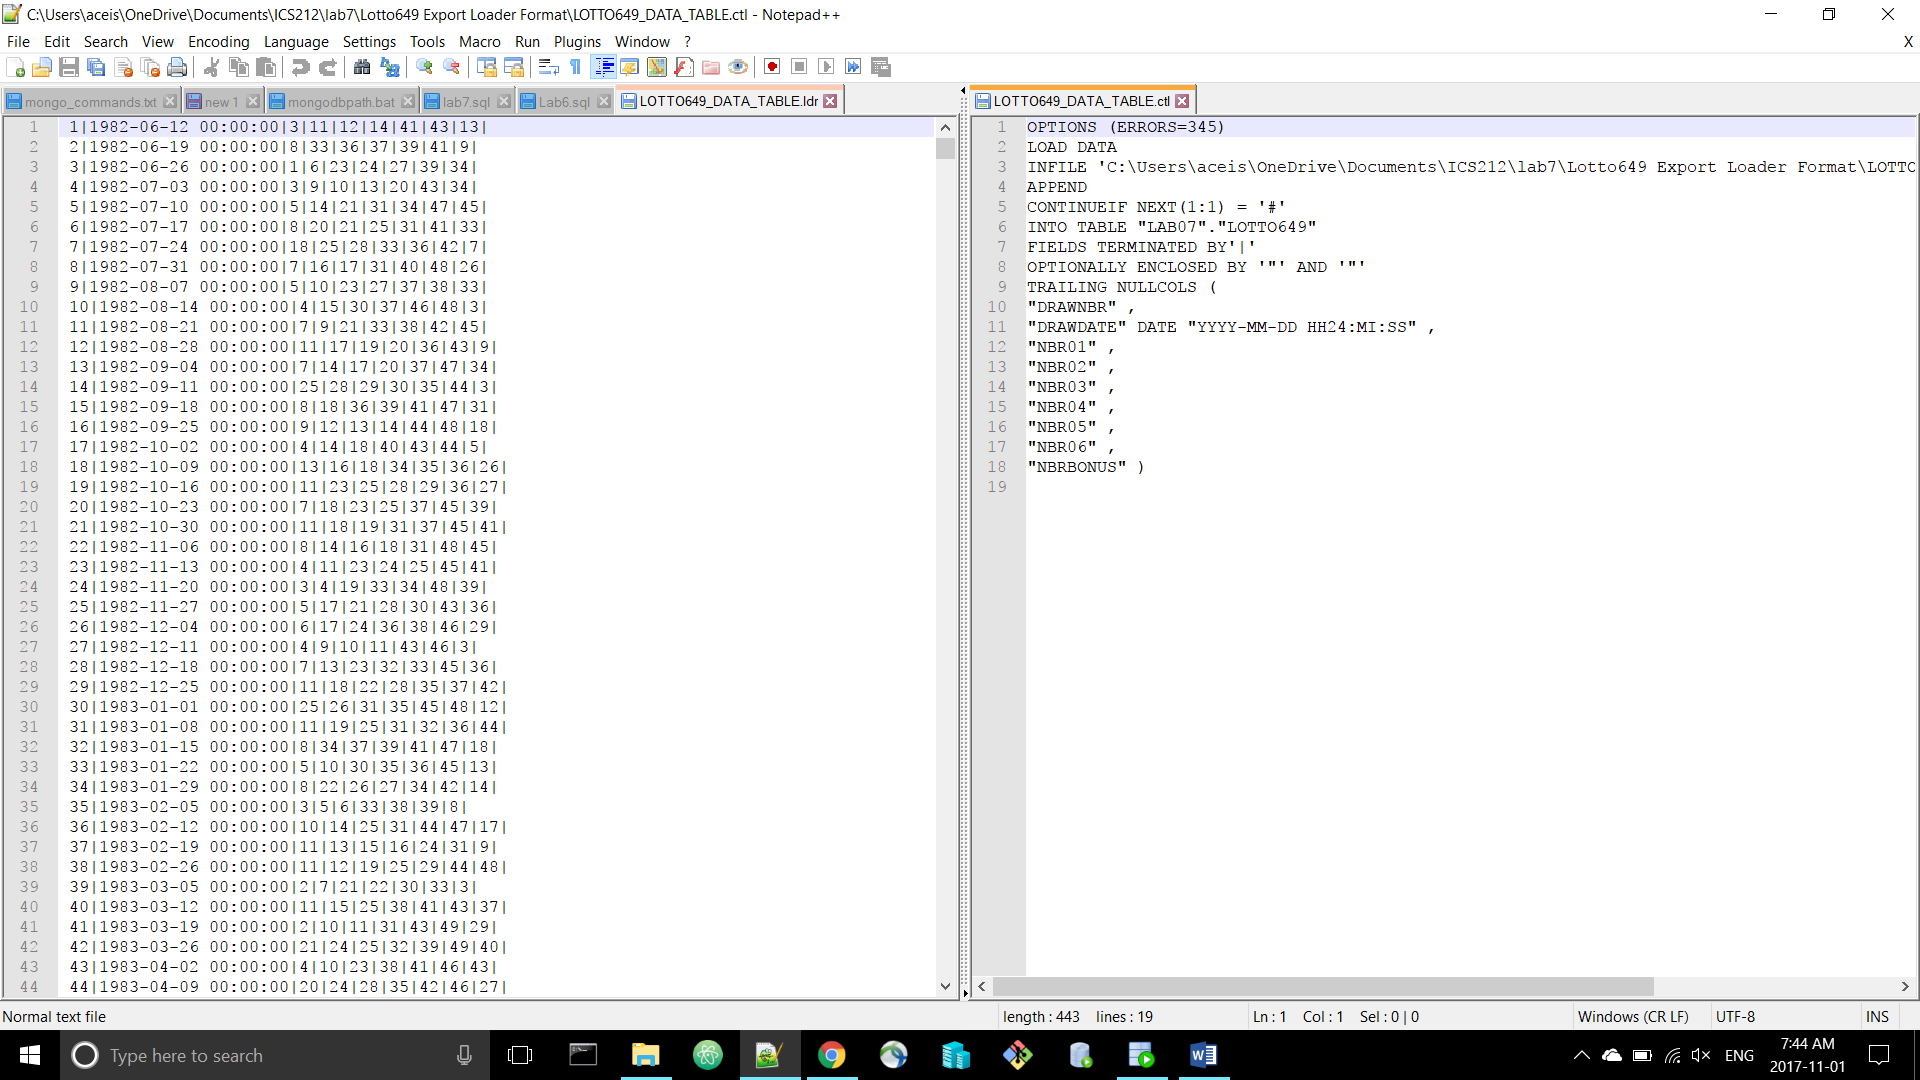 C:\Users\aceis\OneDrive\Documents\ICS212\lab7\Lotto649 Export Loader Format\LOTTO649_DATA_TABLE.ctl - Notepad++
File Edit Search View Encoding Language Settings Tools Macro Run Plugins Window ? X
mongo_commands.txt new 1 mongodbpath.bat lab7.sql Lab6.sql LOTTO649_DATA_TABLE.ldr
1 1|1982-06-12 00:00:00|3|11|12|14|41|43|13|
2 2|1982-06-19 00:00:00|8|33|36|37|39|41|9|
3 3|1982-06-26 00:00:00|1|6|23|24|27|39|34|
4 4|1982-07-03 00:00:00|3|9|10|13|20|43|34|
5 5|1982-07-10 00:00:00|5|14|21|31|34|47|45|
6 6|1982-07-17 00:00:00|8|20|21|25|31|41|33|
7 7|1982-07-24 00:00:00|18|25|28|33|36|42|7|
8 8|1982-07-31 00:00:00|7|16|17|31|40|48|26|
9 9|1982-08-07 00:00:00|5|10|23|27|37|38|33|
10 10|1982-08-14 00:00:00|4|15|30|37|46|48|3|
11 11|1982-08-21 00:00:00|7|9|21|33|38|42|45|
12 12|1982-08-28 00:00:00|11|17|19|20|36|43|9|
13 13|1982-09-04 00:00:00|7|14|17|20|37|47|34|
14 14|1982-09-11 00:00:00|25|28|29|30|35|44|3|
15 15|1982-09-18 00:00:00|8|18|36|39|41|47|31|
16 16|1982-09-25 00:00:00|9|12|13|14|44|48|18|
17 17|1982-10-02 00:00:00|4|14|18|40|43|44|5|
18 18|1982-10-09 00:00:00|13|16|18|34|35|36|26|
19 19|1982-10-16 00:00:00|11|23|25|28|29|36|27|
20 20|1982-10-23 00:00:00|7|18|23|25|37|45|39|
21 21|1982-10-30 00:00:00|11|18|19|31|37|45|41|
22 22|1982-11-06 00:00:00|8|14|16|18|31|48|45|
23 23|1982-11-13 00:00:00|4|11|23|24|25|45|41|
24 24|1982-11-20 00:00:00|3|4|19|33|34|48|39|
25 25|1982-11-27 00:00:00|5|17|21|28|30|43|36|
26 26|1982-12-04 00:00:00|6|17|24|36|38|46|29|
27 27|1982-12-11 00:00:00|4|9|10|11|43|46|3|
28 28|1982-12-18 00:00:00|7|13|23|32|33|45|36|
29 29|1982-12-25 00:00:00|11|18|22|28|35|37|42|
30 30|1983-01-01 00:00:00|25|26|31|35|45|48|12|
31 31|1983-01-08 00:00:00|11|19|25|31|32|36|44|
32 32|1983-01-15 00:00:00|8|34|37|39|41|47|18|
33 33|1983-01-22 00:00:00|5|10|30|35|36|45|13|
34 34|1983-01-29 00:00:00|8|22|26|27|34|42|14|
35 35|1983-02-05 00:00:00|3|5|6|33|38|39|8|
36 36|1983-02-12 00:00:00|10|14|25|31|44|47|17|
37 37|1983-02-19 00:00:00|11|13|15|16|24|31|9|
38 38|1983-02-26 00:00:00|11|12|19|25|29|44|48|
39 39|1983-03-05 00:00:00|2|7|21|22|30|33|3|
40 40|1983-03-12 00:00:00|11|15|25|38|41|43|37|
41 41|1983-03-19 00:00:00|2|10|11|31|43|49|29|
42 42|1983-03-26 00:00:00|21|24|25|32|39|49|40|
43 43|1983-04-02 00:00:00|4|10|23|38|41|46|43|
44 44|1983-04-09 00:00:00|20|24|28|35|42|46|27|
LOTTO649_DATA_TABLE.ctl
1 OPTIONS (ERRORS=345)
2 LOAD DATA
3 INFILE 'C:\Users\aceis\OneDrive\Documents\ICS212\lab7\Lotto649 Export Loader Format\LOTTO
4 APPEND
5 CONTINUEIF NEXT(1:1) = '#'
6 INTO TABLE "LAB07"."LOTTO649"
7 FIELDS TERMINATED BY'|'
8 OPTIONALLY ENCLOSED BY '"' AND '"'
9 TRAILING NULLCOLS (
10 "DRAWNBR" ,
11 "DRAWDATE" DATE "YYYY-MM-DD HH24:MI:SS" ,
12 "NBR01" ,
13 "NBR02" ,
14 "NBR03" ,
15 "NBR04" ,
16 "NBR05" ,
17 "NBR06" ,
18 "NBRBONUS" )
19
Normal text file length : 443 lines : 19 Ln : 1 Col : 1 Sel : 0 | 0 Windows (CR LF) UTF-8 INS
Type here to search ENG 7:44 AM
2017-11-01